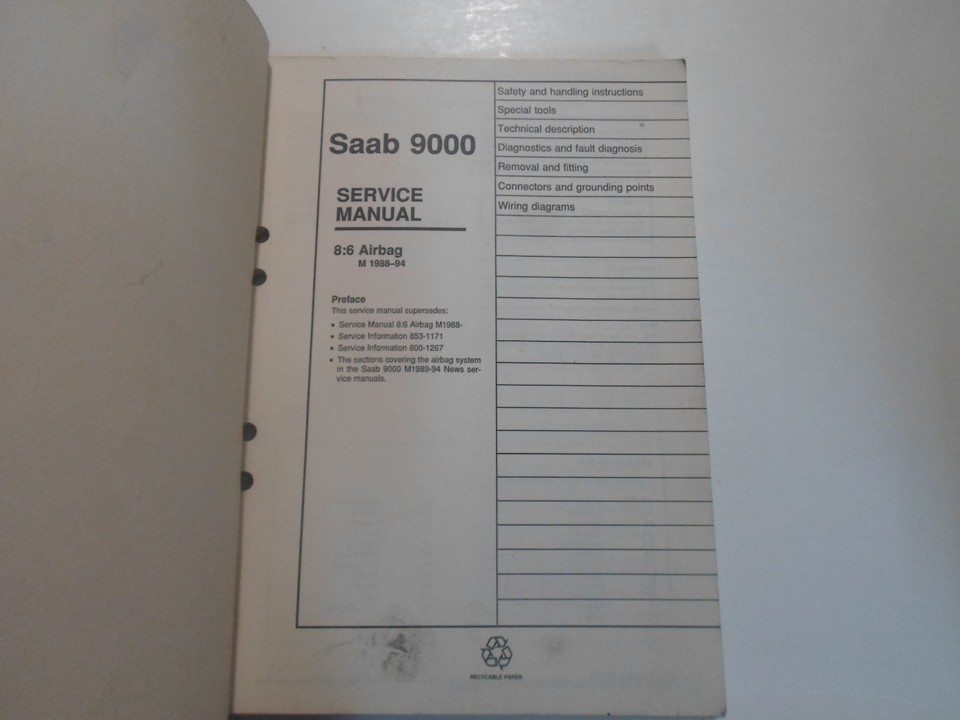 Saab 9000
SERVICE
MANUAL
8:6 Airbag
M 1988–94
Preface
This service manual supersedes:
• Service Manual 8:6 Airbag M1988-
• Service Information 853-1171
• Service Information 800-1267
• The sections covering the airbag system
in the Saab 9000 M1989-94 News ser-
vice manuals.
Safety and handling instructions
Special tools
Technical description
Diagnostics and fault diagnosis
Removal and fitting
Connectors and grounding points
Wiring diagrams
RECYCABLE PAPER